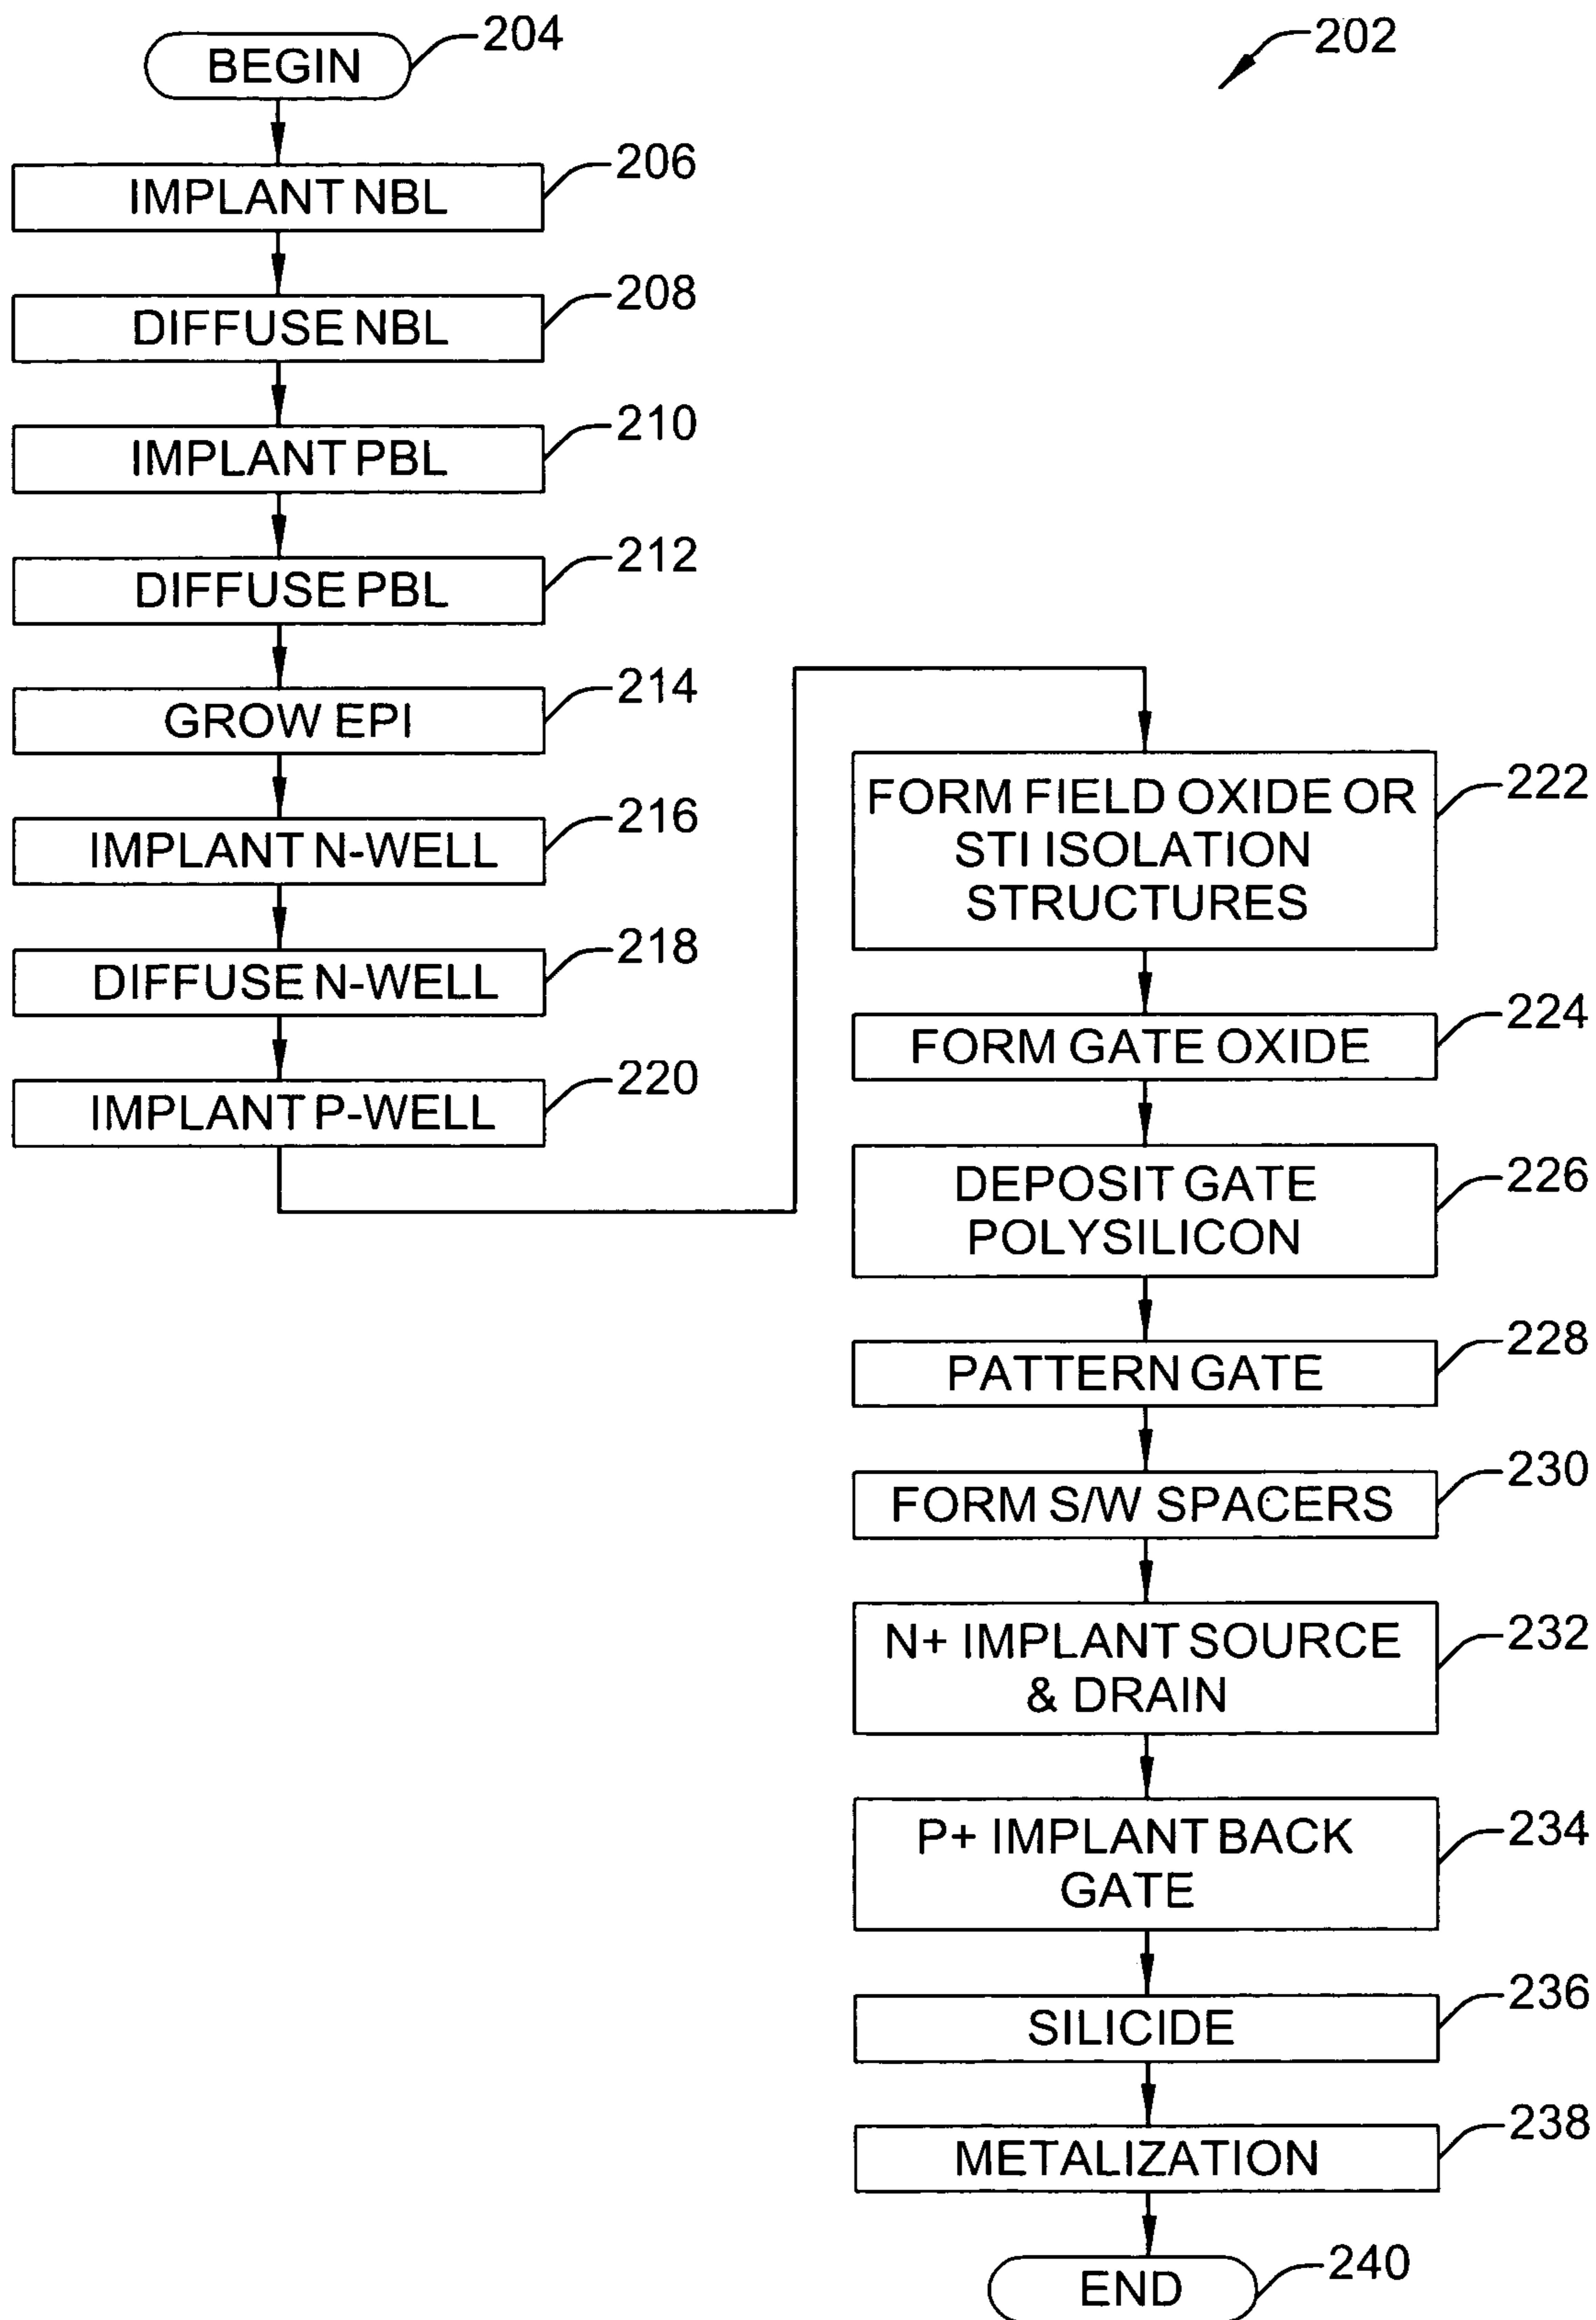 BEGIN
204
202
IMPLANT NBL
206
DIFFUSE NBL
208
IMPLANT PBL
210
DIFFUSE PBL
212
GROW EPI
214
IMPLANT N-WELL
216
DIFFUSE N-WELL
218
IMPLANT P-WELL
220
FORM FIELD OXIDE OR
STI ISOLATION
STRUCTURES
222
FORM GATE OXIDE
224
DEPOSIT GATE
POLYSILICON
226
PATTERN GATE
228
FORM S/W SPACERS
230
N+ IMPLANT SOURCE
& DRAIN
232
P+ IMPLANT BACK
GATE
234
SILICIDE
236
METALIZATION
238
END
240